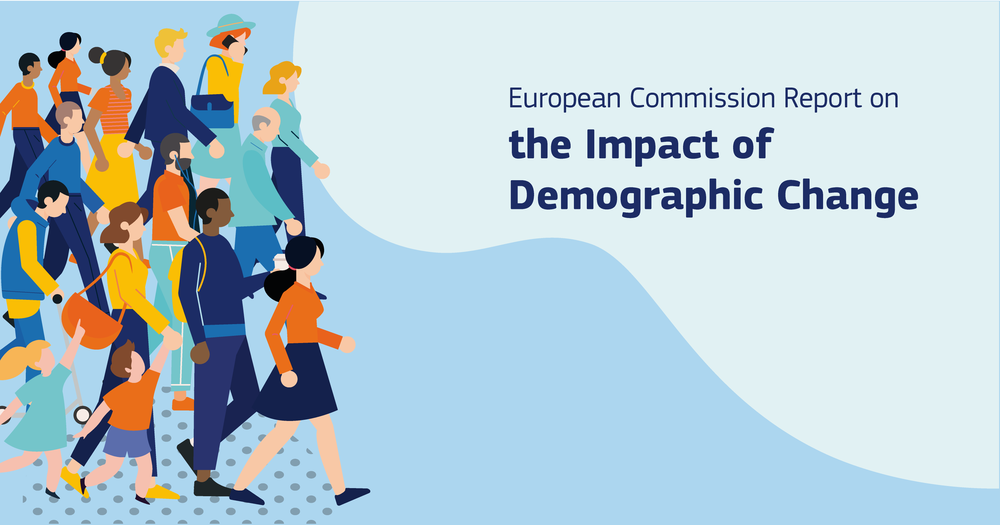 European Commission Report on
the Impact of
Demographic Change